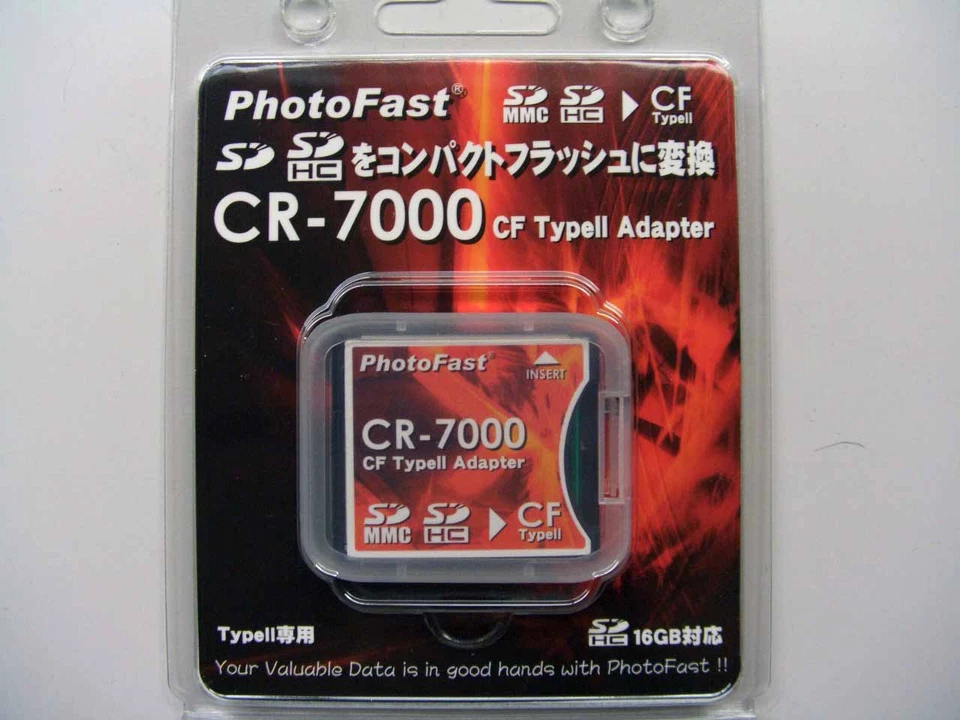 PhotoFast® SD MMC SD HC ▶ CF TypeII
SD SD HC をコンパクトフラッシュに変換
CR-7000 CF TypeII Adapter
PhotoFast®
INSERT
CR-7000
CF TypeII Adapter
SD MMC SD HC ▶ CF TypeII
TypeII専用
SD HC 16GB対応
Your Valuable Data is in good hands with PhotoFast !!